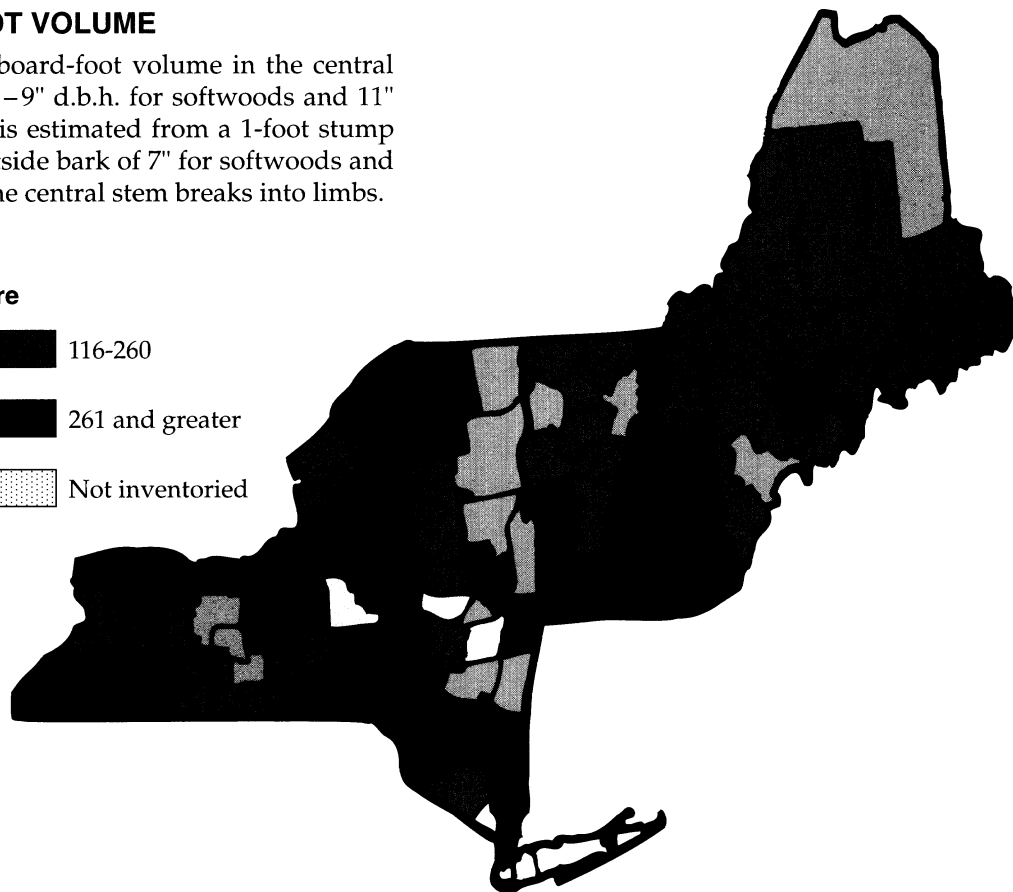 OT VOLUME
board-foot volume in the central
–9" d.b.h. for softwoods and 11"
is estimated from a 1-foot stump
tside bark of 7" for softwoods and
ne central stem breaks into limbs.
re
116-260
261 and greater
Not inventoried